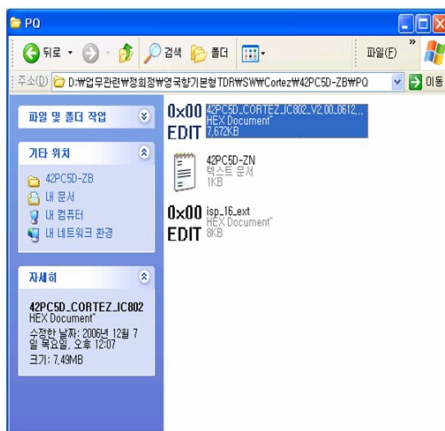 PQ
뒤로
검색
폴더
파일(F)
»
주소(D)
D:\업무관련\정회정\영국향기본형TDR\SW\Cortez\42PC5D-ZB\PQ
이동
파일 및 폴더 작업
기타 위치
42PC5D-ZB
내 문서
내 컴퓨터
내 네트워크 환경
자세히
42PC5D_CORTEZ_IC802
HEX Document"
수정한 날짜: 2006년 12월 7
일 목요일, 오후 12:07
크기: 7,49MB
0x00
EDIT
42PC5D_CORTEZ_IC802_V2,00_0612,,,
HEX Document"
7,672KB
42PC5D-ZN
텍스트 문서
1KB
0x00
EDIT
isp_16_ext
HEX Document"
8KB